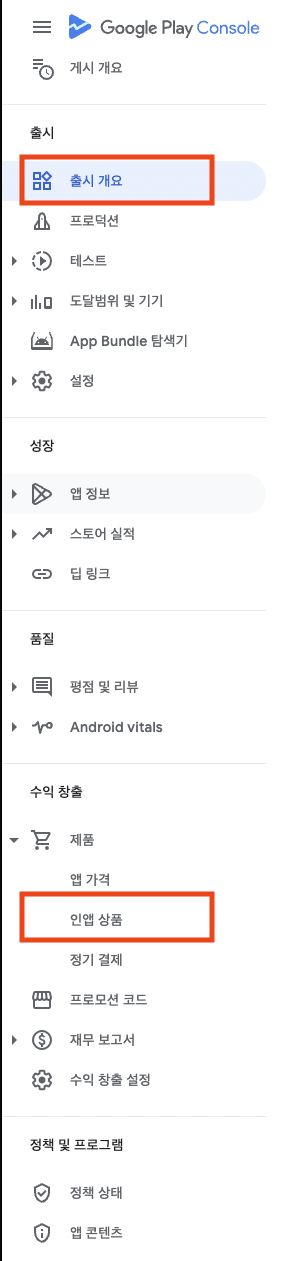 Google Play Console
게시 개요
출시
출시 개요
프로덕션
테스트
도달범위 및 기기
App Bundle 탐색기
설정
성장
앱 정보
스토어 실적
딥 링크
품질
평점 및 리뷰
Android vitals
수익 창출
제품
앱 가격
인앱 상품
정기 결제
프로모션 코드
재무 보고서
수익 창출 설정
정책 및 프로그램
정책 상태
앱 콘텐츠